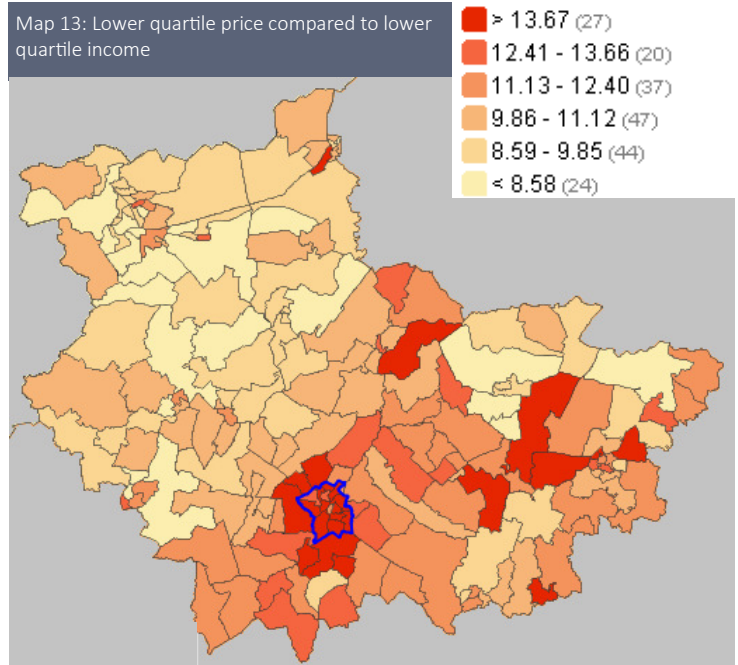 Map 13: Lower quartile price compared to lower
quartile income
> 13.67 (27)
12.41 - 13.66 (20)
11.13 - 12.40 (37)
9.86 - 11.12 (47)
8.59 - 9.85 (44)
< 8.58 (24)